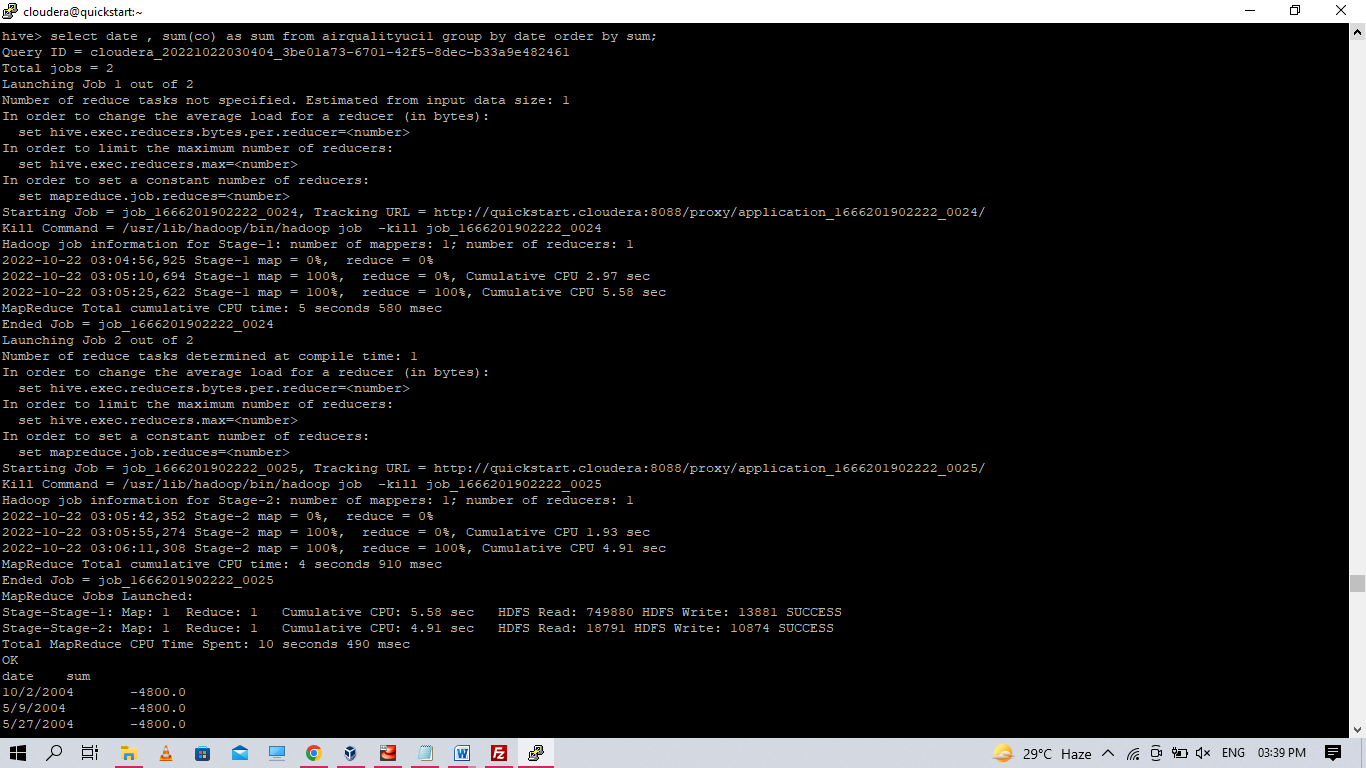 cloudera@quickstart:~
hive> select date , sum(co) as sum from airqualityuci1 group by date order by sum;
Query ID = cloudera_20221022030404_3be01a73-6701-42f5-8dec-b33a9e482461
Total jobs = 2
Launching Job 1 out of 2
Number of reduce tasks not specified. Estimated from input data size: 1
In order to change the average load for a reducer (in bytes):
  set hive.exec.reducers.bytes.per.reducer=<number>
In order to limit the maximum number of reducers:
  set hive.exec.reducers.max=<number>
In order to set a constant number of reducers:
  set mapreduce.job.reduces=<number>
Starting Job = job_1666201902222_0024, Tracking URL = http://quickstart.cloudera:8088/proxy/application_1666201902222_0024/
Kill Command = /usr/lib/hadoop/bin/hadoop job  -kill job_1666201902222_0024
Hadoop job information for Stage-1: number of mappers: 1; number of reducers: 1
2022-10-22 03:04:56,925 Stage-1 map = 0%,  reduce = 0%
2022-10-22 03:05:10,694 Stage-1 map = 100%,  reduce = 0%, Cumulative CPU 2.97 sec
2022-10-22 03:05:25,622 Stage-1 map = 100%,  reduce = 100%, Cumulative CPU 5.58 sec
MapReduce Total cumulative CPU time: 5 seconds 580 msec
Ended Job = job_1666201902222_0024
Launching Job 2 out of 2
Number of reduce tasks determined at compile time: 1
In order to change the average load for a reducer (in bytes):
  set hive.exec.reducers.bytes.per.reducer=<number>
In order to limit the maximum number of reducers:
  set hive.exec.reducers.max=<number>
In order to set a constant number of reducers:
  set mapreduce.job.reduces=<number>
Starting Job = job_1666201902222_0025, Tracking URL = http://quickstart.cloudera:8088/proxy/application_1666201902222_0025/
Kill Command = /usr/lib/hadoop/bin/hadoop job  -kill job_1666201902222_0025
Hadoop job information for Stage-2: number of mappers: 1; number of reducers: 1
2022-10-22 03:05:42,352 Stage-2 map = 0%,  reduce = 0%
2022-10-22 03:05:55,274 Stage-2 map = 100%,  reduce = 0%, Cumulative CPU 1.93 sec
2022-10-22 03:06:11,308 Stage-2 map = 100%,  reduce = 100%, Cumulative CPU 4.91 sec
MapReduce Total cumulative CPU time: 4 seconds 910 msec
Ended Job = job_1666201902222_0025
MapReduce Jobs Launched:
Stage-Stage-1: Map: 1  Reduce: 1   Cumulative CPU: 5.58 sec   HDFS Read: 749880 HDFS Write: 13881 SUCCESS
Stage-Stage-2: Map: 1  Reduce: 1   Cumulative CPU: 4.91 sec   HDFS Read: 18791 HDFS Write: 10874 SUCCESS
Total MapReduce CPU Time Spent: 10 seconds 490 msec
OK
date    sum
10/2/2004       -4800.0
5/9/2004        -4800.0
5/27/2004       -4800.0
29°C Haze ENG 03:39 PM